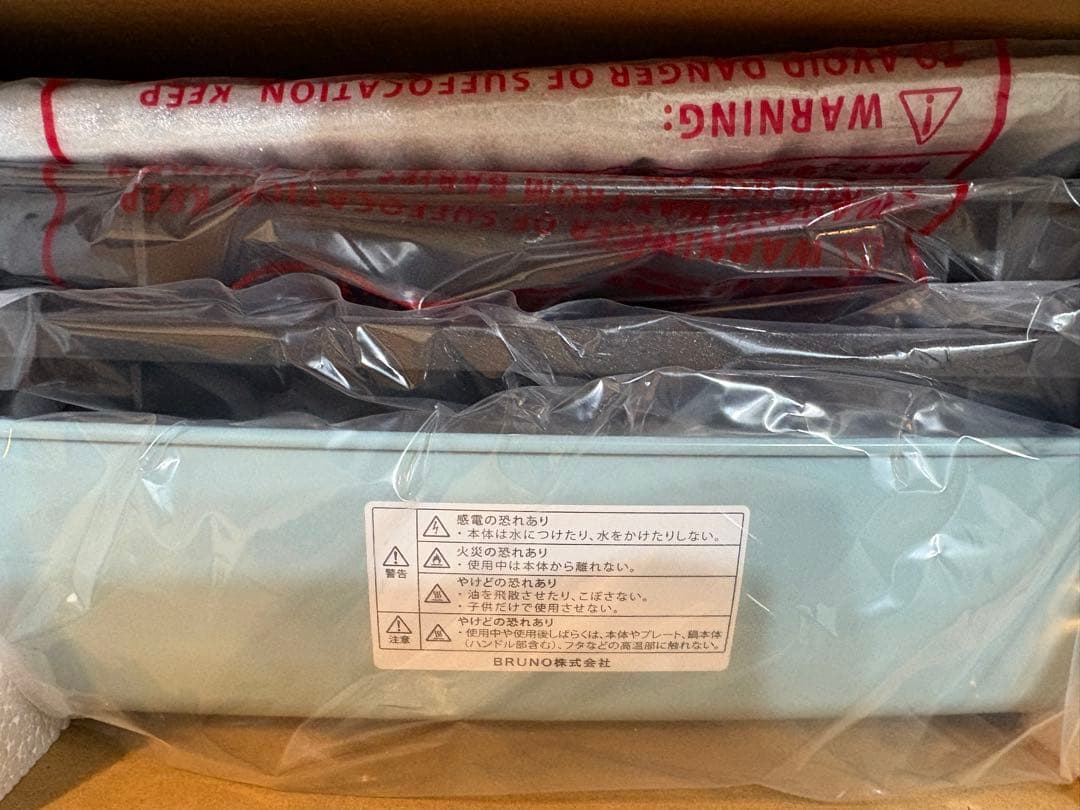 TO AVOID DANGER OF SUFFOCATION KEEP
WARNING:
警告
感電の恐れあり
・本体は水につけたり、水をかけたりしない。
火災の恐れあり
・使用中は本体から離れない。
やけどの恐れあり
・油を飛散させたり、こぼさない。
・子供だけで使用させない。
注意
やけどの恐れあり
・使用中や使用後しばらくは、本体やプレート、鍋本体
(ハンドル部含む)、フタなどの高温部に触れない。
BRUNO株式会社